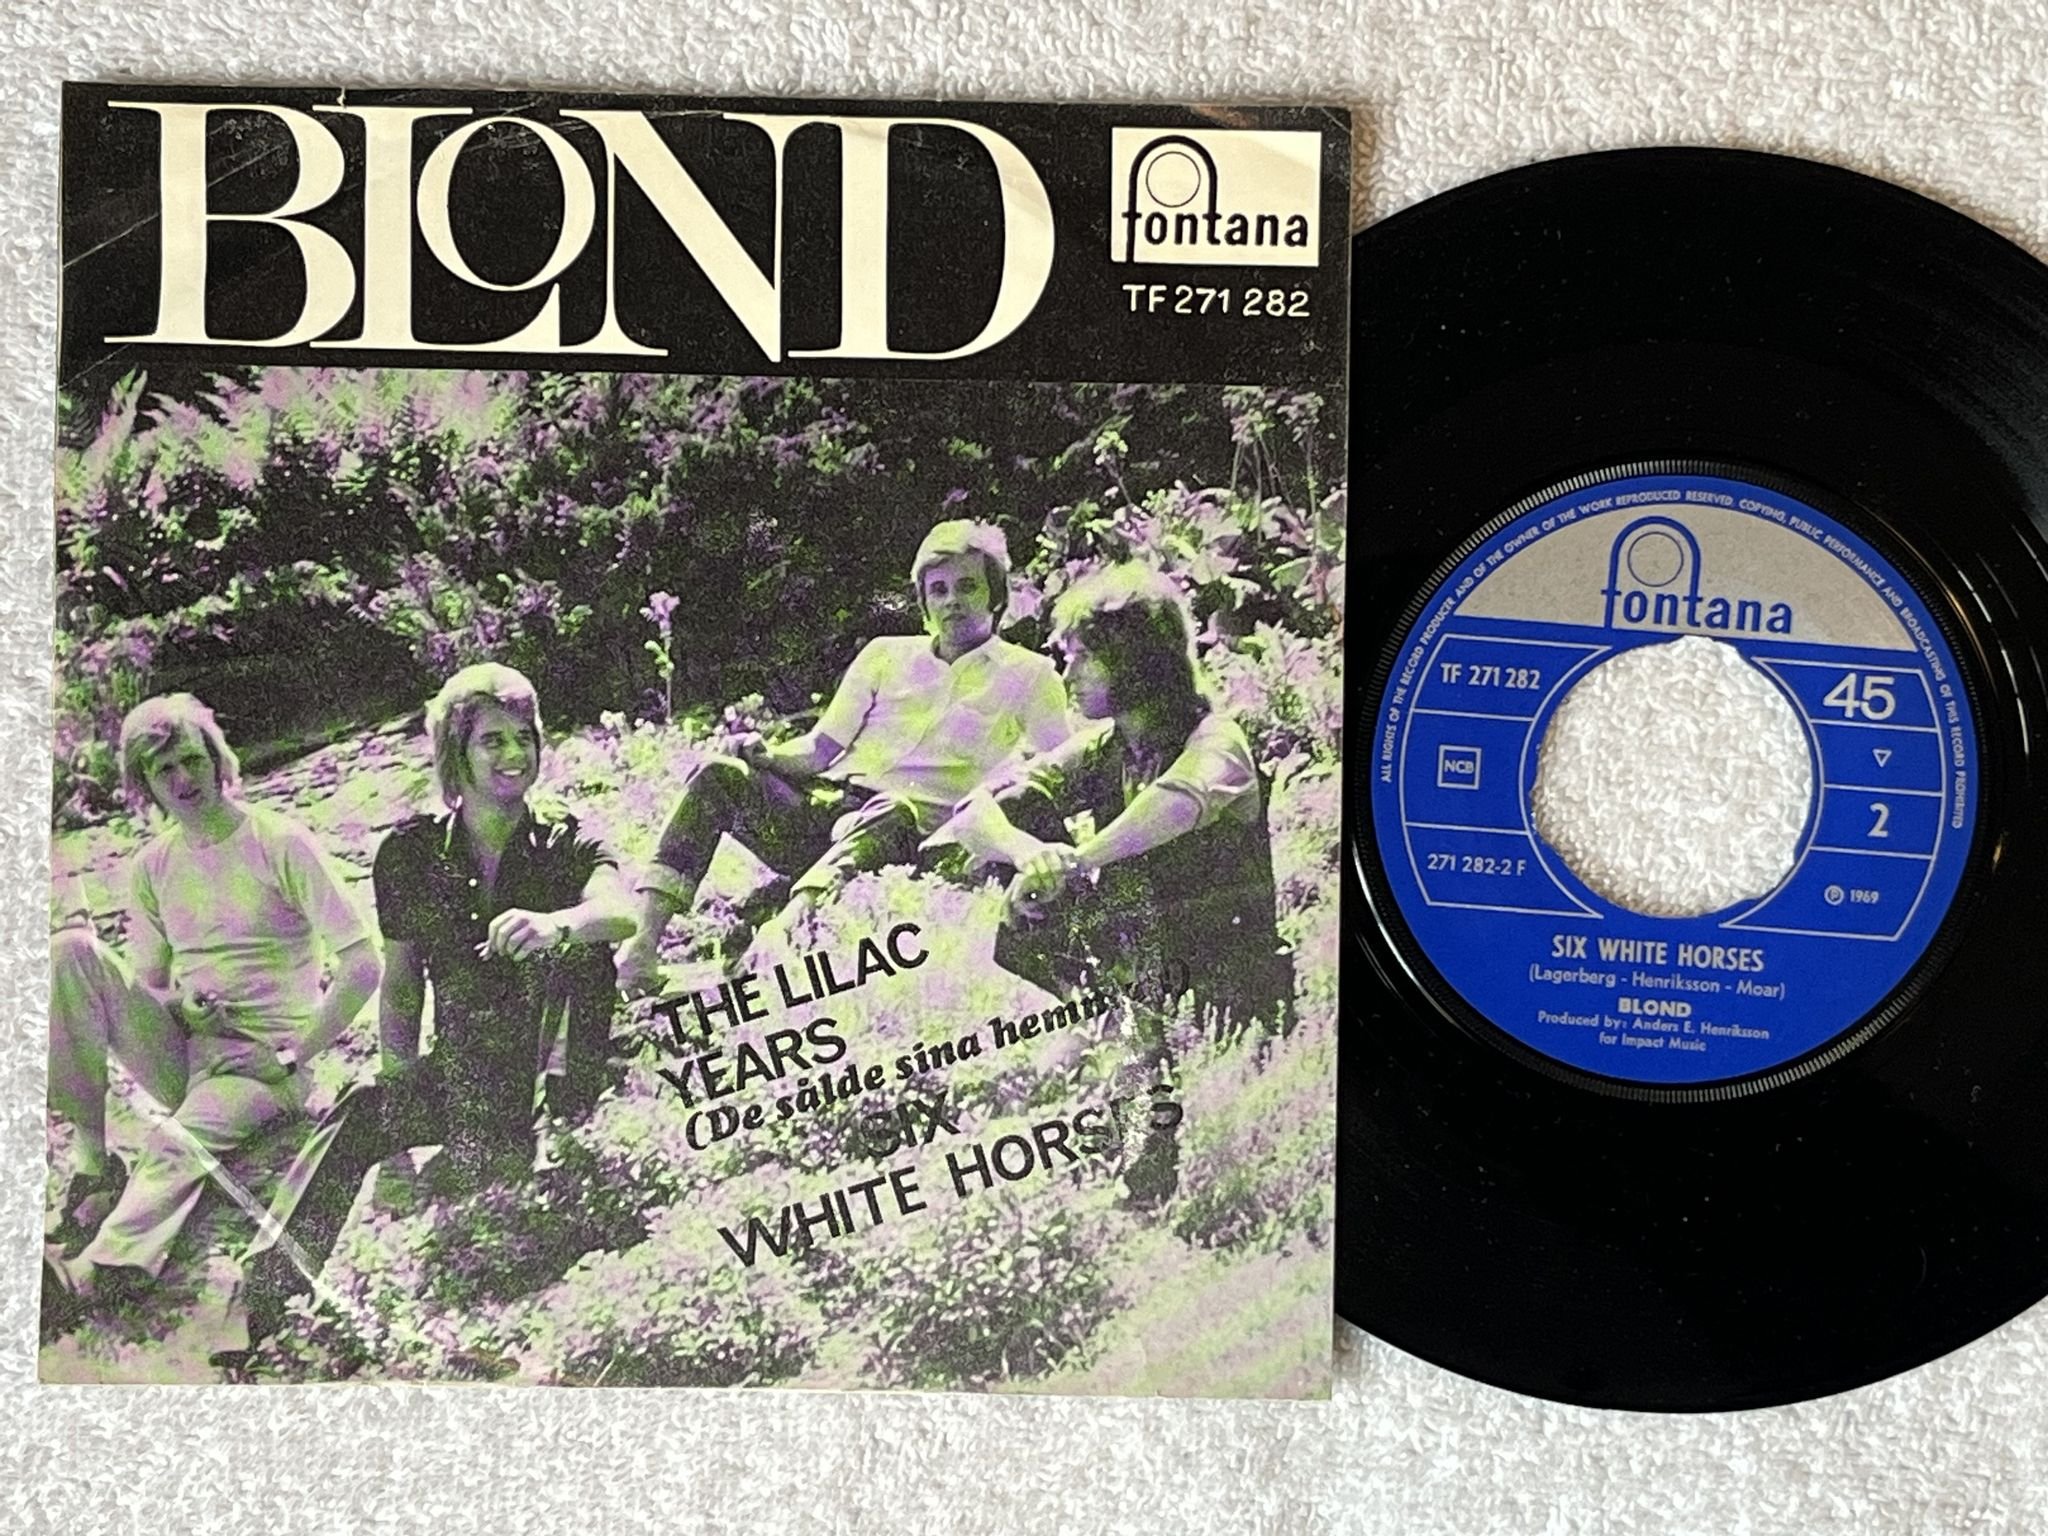 BLOND
fontana
TF 271 282
THE LILAC
YEARS
(De sålde sina
SIX
WHITE HORSES
ALL RIGHTS OF THE RECORD PRODUCER AND OF THE OWNER OF THE WORK REPRODUCED RESERVED. COPYING, PUBLIC PERFORMANCE AND BROADCASTING OF THIS RECORD PROHIBITED
fontana
TF 271 282
45
NCB
2
271 282-2 F
℗ 1969
SIX WHITE HORSES
(Lagerberg - Henriksson - Moar)
BLOND
Produced by: Anders E. Henriksson
for Impact Music